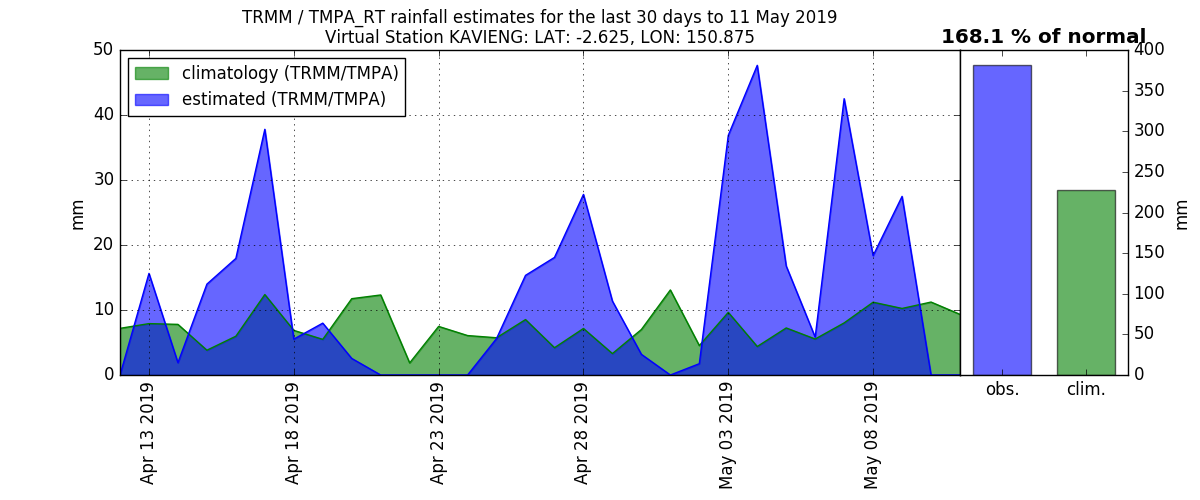 TRMM / TMPA_RT rainfall estimates for the last 30 days to 11 May 2019
Virtual Station KAVIENG: LAT: -2.625, LON: 150.875
168.1 % of normal
climatology (TRMM/TMPA)
estimated (TRMM/TMPA)
50
40
30
20
10
0
mm
Apr 13 2019
Apr 18 2019
Apr 23 2019
Apr 28 2019
May 03 2019
May 08 2019
400
350
300
250
200
150
100
50
0
mm
obs.
clim.